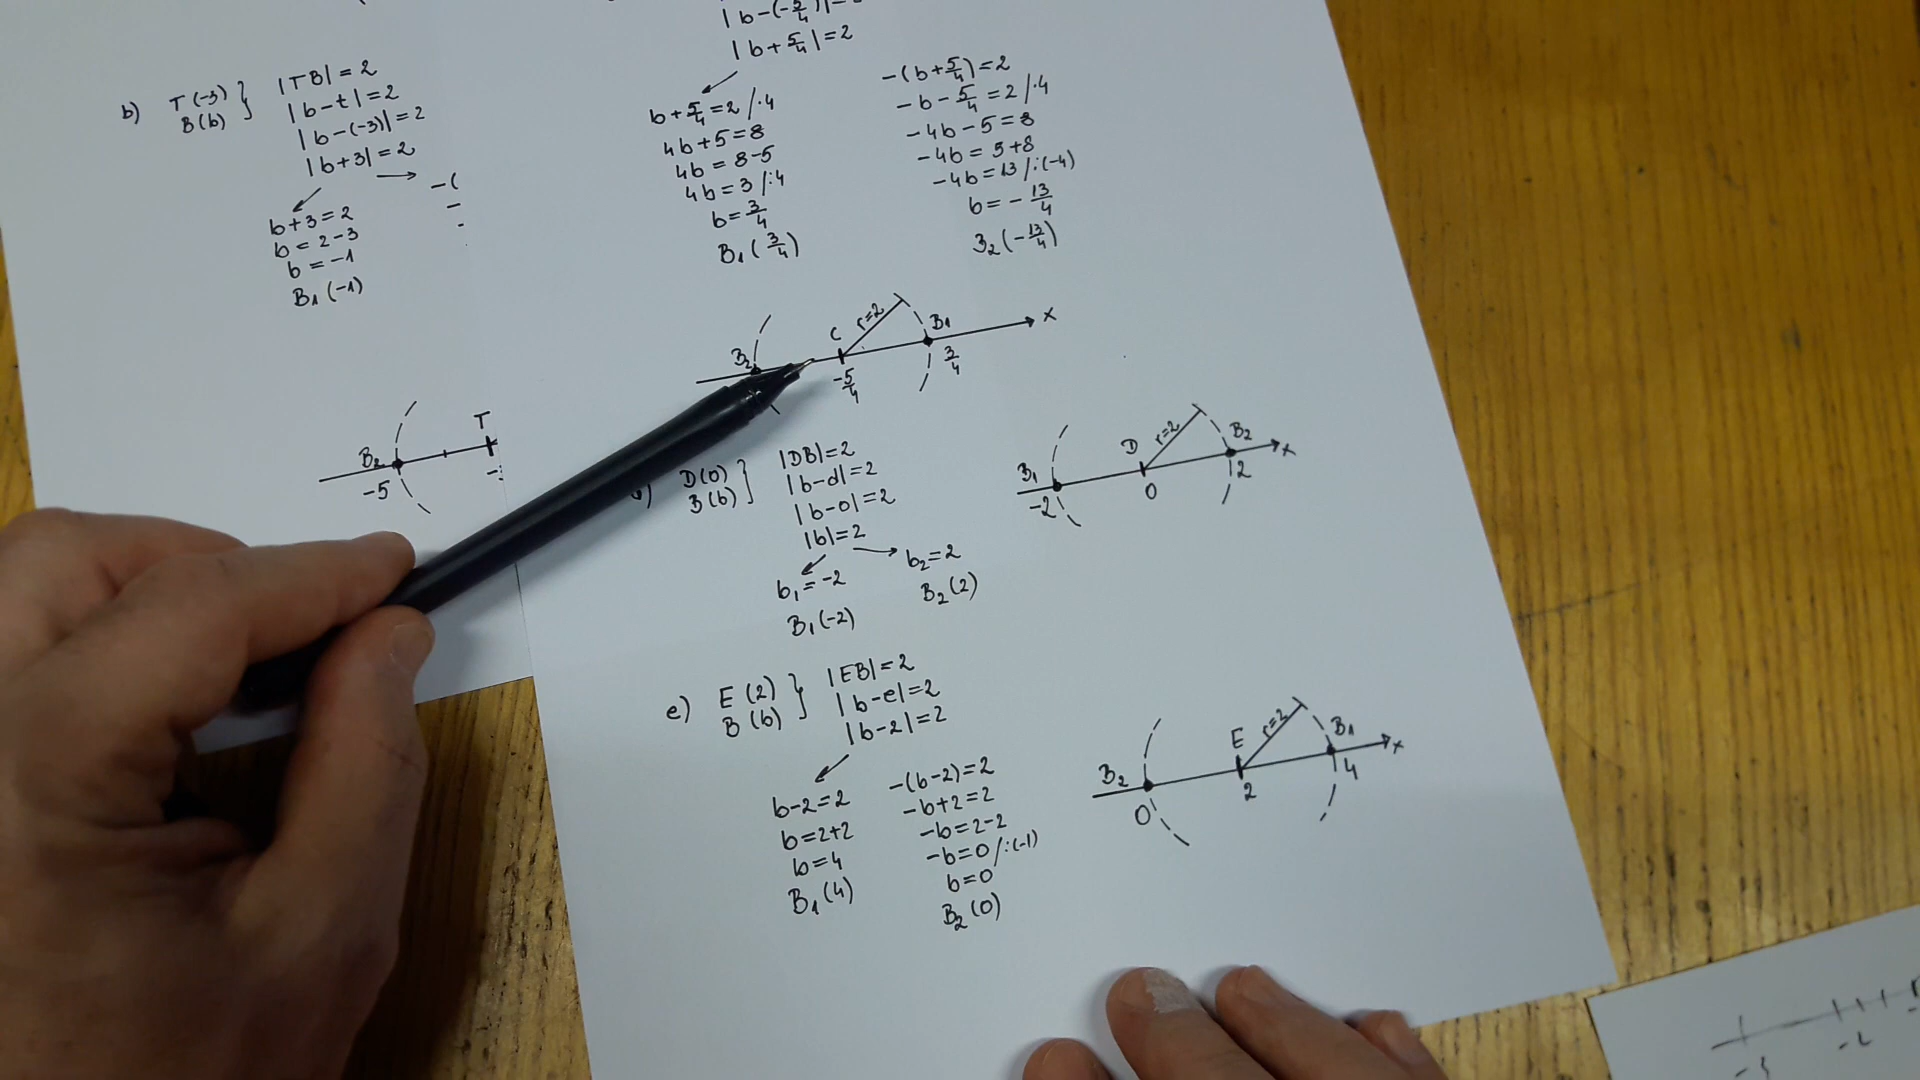 b) T(-3) } |TB|=2
B(b) |b-t|=2
|b-(-3)|=2
|b+3|=2
b+3=2
b=2-3
b=-1
B₁(-1)
-(
-
-
B₂
T
-5
|b-(-5/4)|=
|b+5/4|=2
b+5/4=2 /·4
4b+5=8
4b=8-5
4b=3 /:4
b=3/4
B₁(3/4)
-(b+5/4)=2
-b-5/4=2 /·4
-4b-5=8
-4b=5+8
-4b=13 /:(-4)
b=-13/4
B₂(-13/4)
B₂ C r=2 B₁ x
-5/4 3/4
D(0) } |DB|=2
B(b) |b-d|=2
|b-0|=2
|b|=2
b₁=-2
B₁(-2)
b₂=2
B₂(2)
B₁ D r=2 B₂ x
-2 0 2
e) E(2) } |EB|=2
B(b) |b-e|=2
|b-2|=2
b-2=2
b=2+2
b=4
B₁(4)
-(b-2)=2
-b+2=2
-b=2-2
-b=0 /:(-1)
b=0
B₂(0)
B₂ E r=2 B₁ x
0 2 4